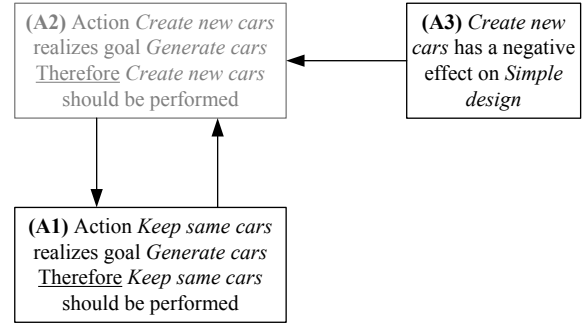 (A2) Action Create new cars
realizes goal Generate cars
Therefore Create new cars
should be performed
(A3) Create new
cars has a negative
effect on Simple
design
(A1) Action Keep same cars
realizes goal Generate cars
Therefore Keep same cars
should be performed